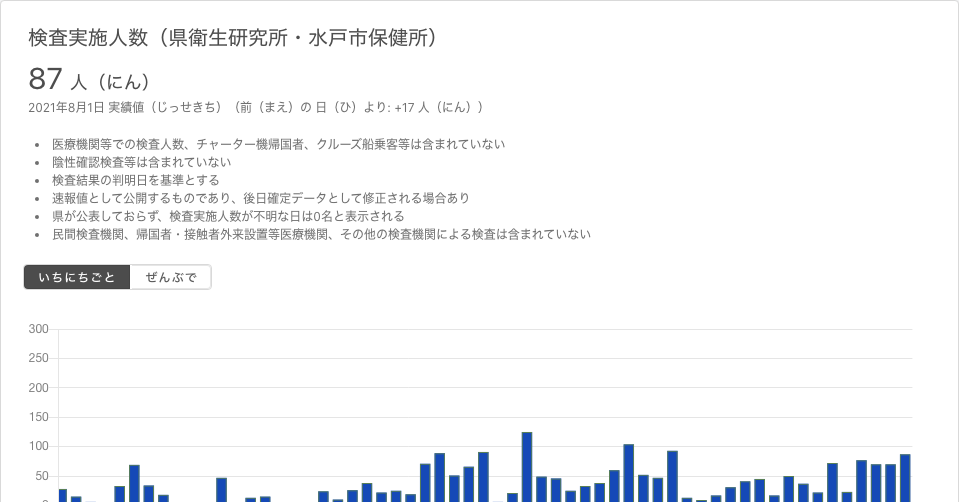 検査実施人数（県衛生研究所・水戸市保健所）
87 人（にん）
2021年8月1日 実績値（じっせきち）（前（まえ）の 日（ひ）より: +17 人（にん））
• 医療機関等での検査人数、チャーター機帰国者、クルーズ船乗客等は含まれていない
• 陰性確認検査等は含まれていない
• 検査結果の判明日を基準とする
• 速報値として公開するものであり、後日確定データとして修正される場合あり
• 県が公表しておらず、検査実施人数が不明な日は0名と表示される
• 民間検査機関、帰国者・接触者外来設置等医療機関、その他の検査機関による検査は含まれていない
いちにちごと ぜんぶで
300
250
200
150
100
50